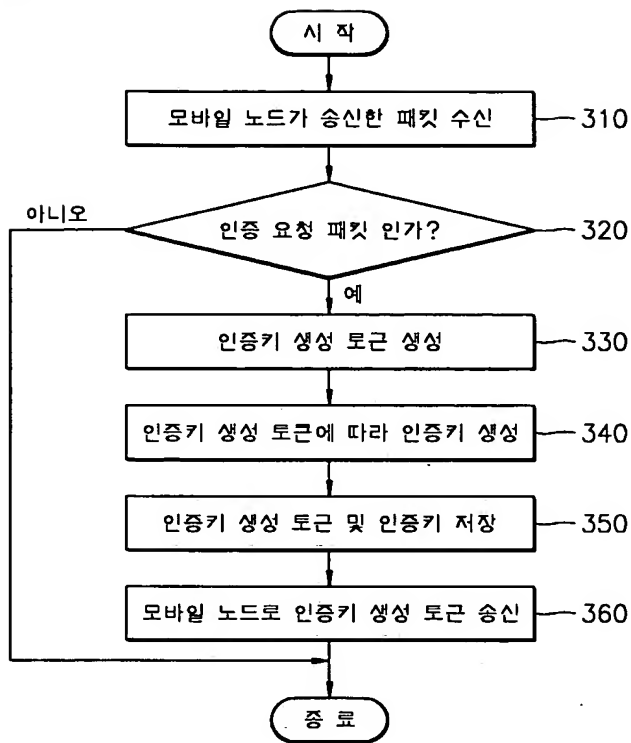 시 작
모바일 노드가 송신한 패킷 수신
310
아니오
인증 요청 패킷 인가?
320
예
인증키 생성 토근 생성
330
인증키 생성 토큰에 따라 인증키 생성
340
인증키 생성 토근 및 인증키 저장
350
모바일 노드로 인증키 생성 토근 송신
360
종 료